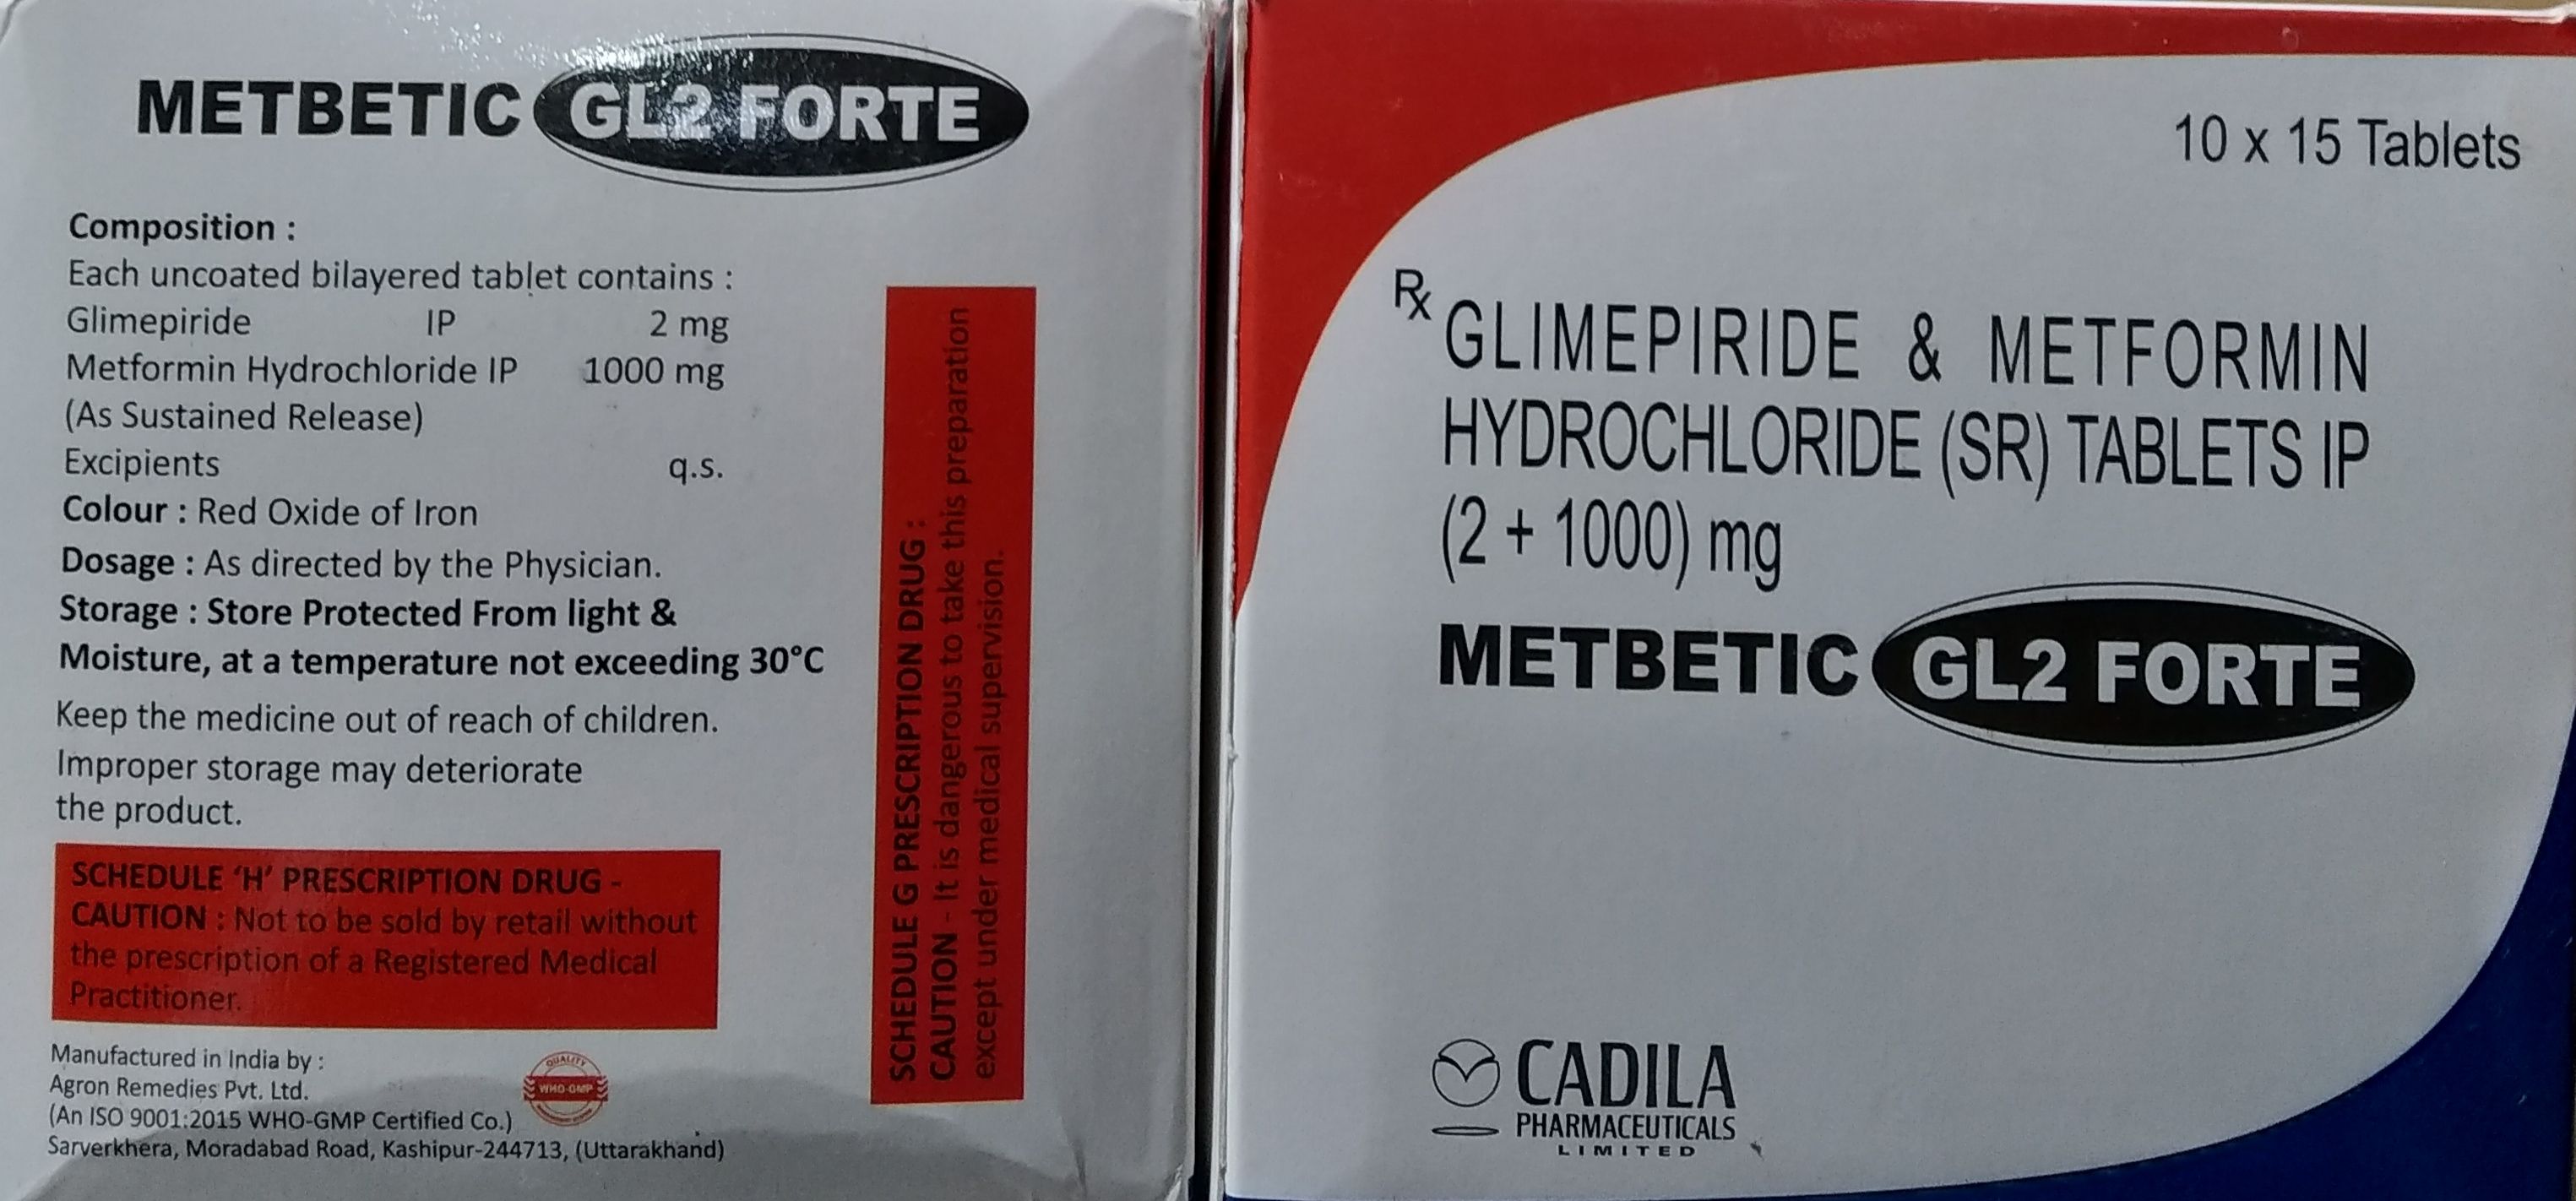 METBETIC GL2 FORTE
Composition :
Each uncoated bilayered tablet contains :
Glimepiride IP 2 mg
Metformin Hydrochloride IP 1000 mg
(As Sustained Release)
Excipients q.s.
Colour : Red Oxide of Iron
Dosage : As directed by the Physician.
Storage : Store Protected From light &
Moisture, at a temperature not exceeding 30°C
Keep the medicine out of reach of children.
Improper storage may deteriorate
the product.
SCHEDULE 'H' PRESCRIPTION DRUG -
CAUTION : Not to be sold by retail without
the prescription of a Registered Medical
Practitioner.
Manufactured in India by :
Agron Remedies Pvt. Ltd.
(An ISO 9001:2015 WHO-GMP Certified Co.)
Sarverkhera, Moradabad Road, Kashipur-244713, (Uttarakhand)
QUALITY
WHO-GMP
SCHEDULE G PRESCRIPTION DRUG :
CAUTION - It is dangerous to take this preparation
except under medical supervision.
10 x 15 Tablets
Rx
GLIMEPIRIDE & METFORMIN
HYDROCHLORIDE (SR) TABLETS IP
(2 + 1000) mg
METBETIC GL2 FORTE
CADILA
PHARMACEUTICALS
LIMITED